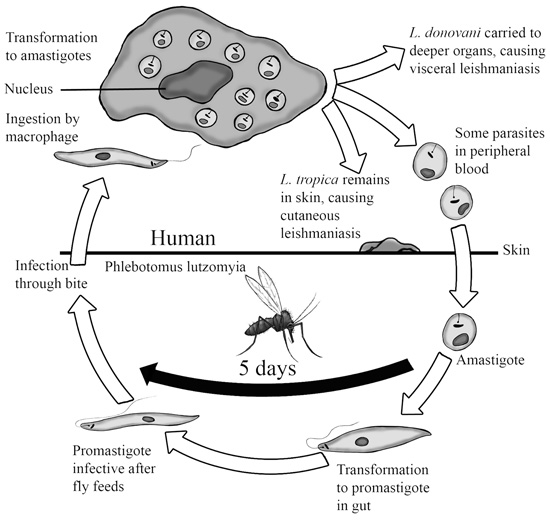 Transformation
to amastigotes
Nucleus
Ingestion by
macrophage
L. donovani carried to
deeper organs, causing
visceral leishmaniasis
Some parasites
in peripheral
blood
L. tropica remains
in skin, causing
cutaneous
leishmaniasis
Human
Skin
Phlebotomus lutzomyia
Infection
through bite
5 days
Amastigote
Promastigote
infective after
fly feeds
Transformation
to promastigote
in gut